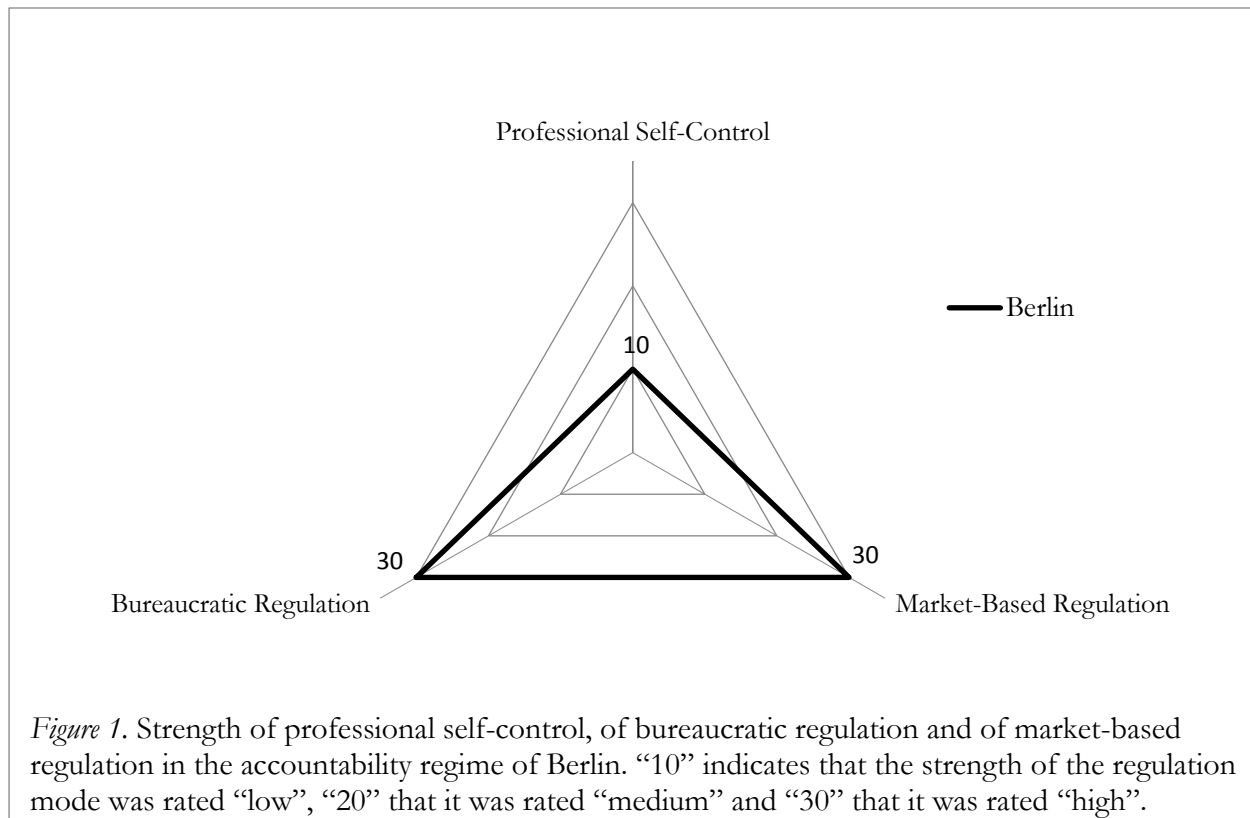 Professional Self-Control
Berlin
10
30
30
Bureaucratic Regulation
Market-Based Regulation
Figure 1. Strength of professional self-control, of bureaucratic regulation and of market-based
regulation in the accountability regime of Berlin. “10” indicates that the strength of the regulation
mode was rated “low”, “20” that it was rated “medium” and “30” that it was rated “high”.